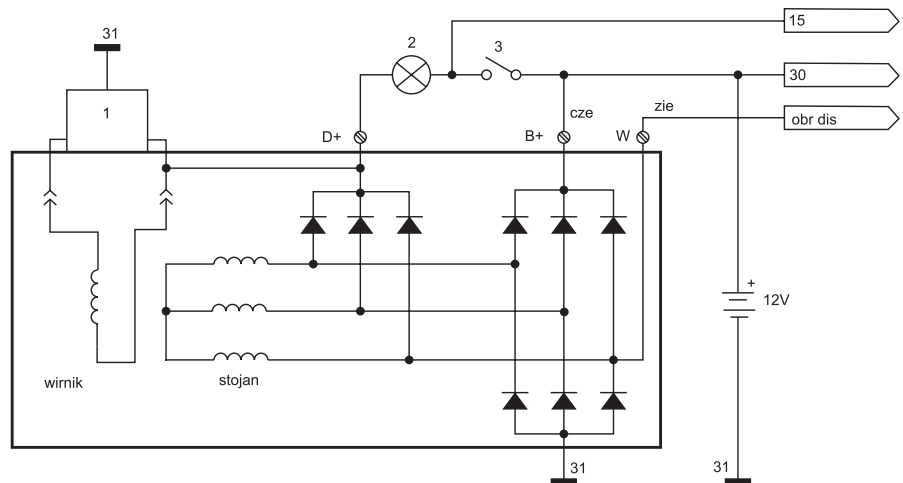 15
31
2
3
30
1
cze
zie
obr dis
D+
B+
W
+
12V
wirnik
stojan
31
31